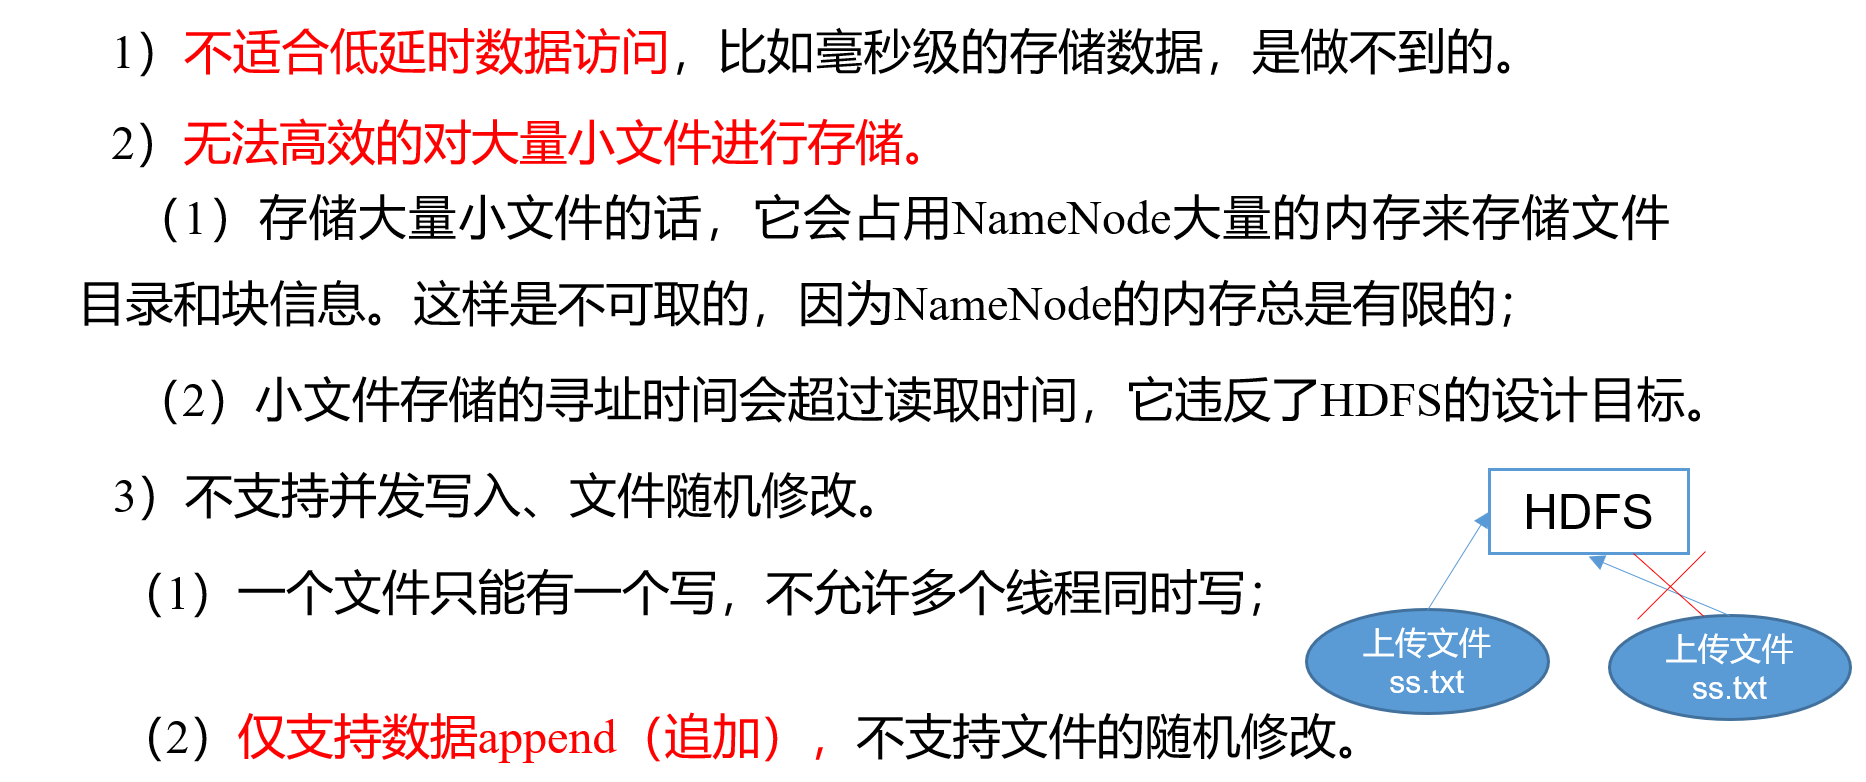 1）不适合低延时数据访问，比如毫秒级的存储数据，是做不到的。
2）无法高效的对大量小文件进行存储。
（1）存储大量小文件的话，它会占用NameNode大量的内存来存储文件
目录和块信息。这样是不可取的，因为NameNode的内存总是有限的；
（2）小文件存储的寻址时间会超过读取时间，它违反了HDFS的设计目标。
3）不支持并发写入、文件随机修改。
（1）一个文件只能有一个写，不允许多个线程同时写；
（2）仅支持数据append（追加），不支持文件的随机修改。
HDFS
上传文件
ss.txt
上传文件
ss.txt